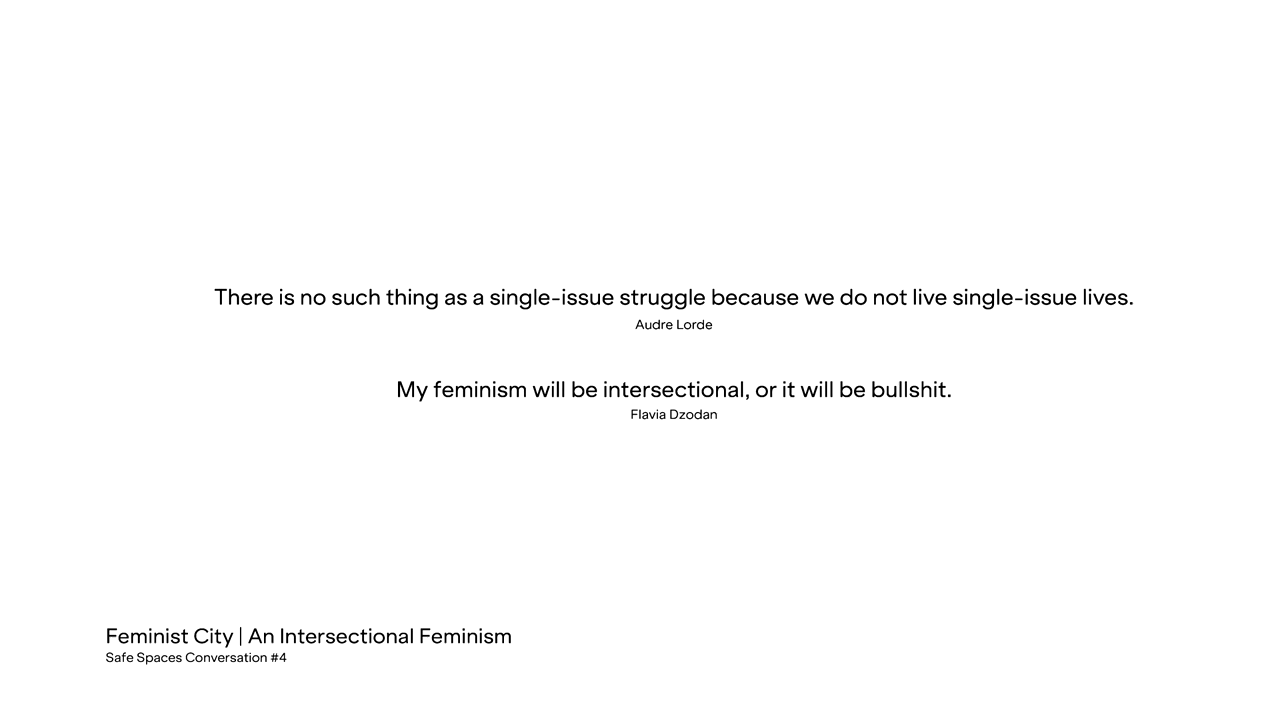 There is no such thing as a single-issue struggle because we do not live single-issue lives.
Audre Lorde
My feminism will be intersectional, or it will be bullshit.
Flavia Dzodan
Feminist City | An Intersectional Feminism
Safe Spaces Conversation #4